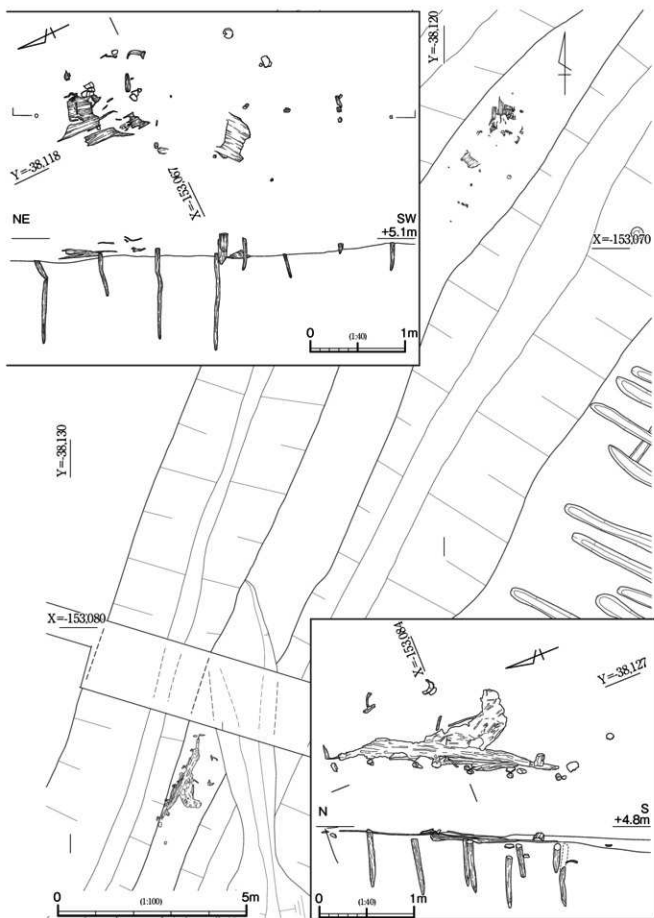 Y=-38,118
X=-153,067
NE
SW
+5.1m
0
(1:40)
1m
Y=-38,120
X=-153,070
Y=-38,130
X=-153,080
X=-153,084
Y=-38,127
N
S
+4.8m
0
(1:40)
1m
0
(1:100)
5m